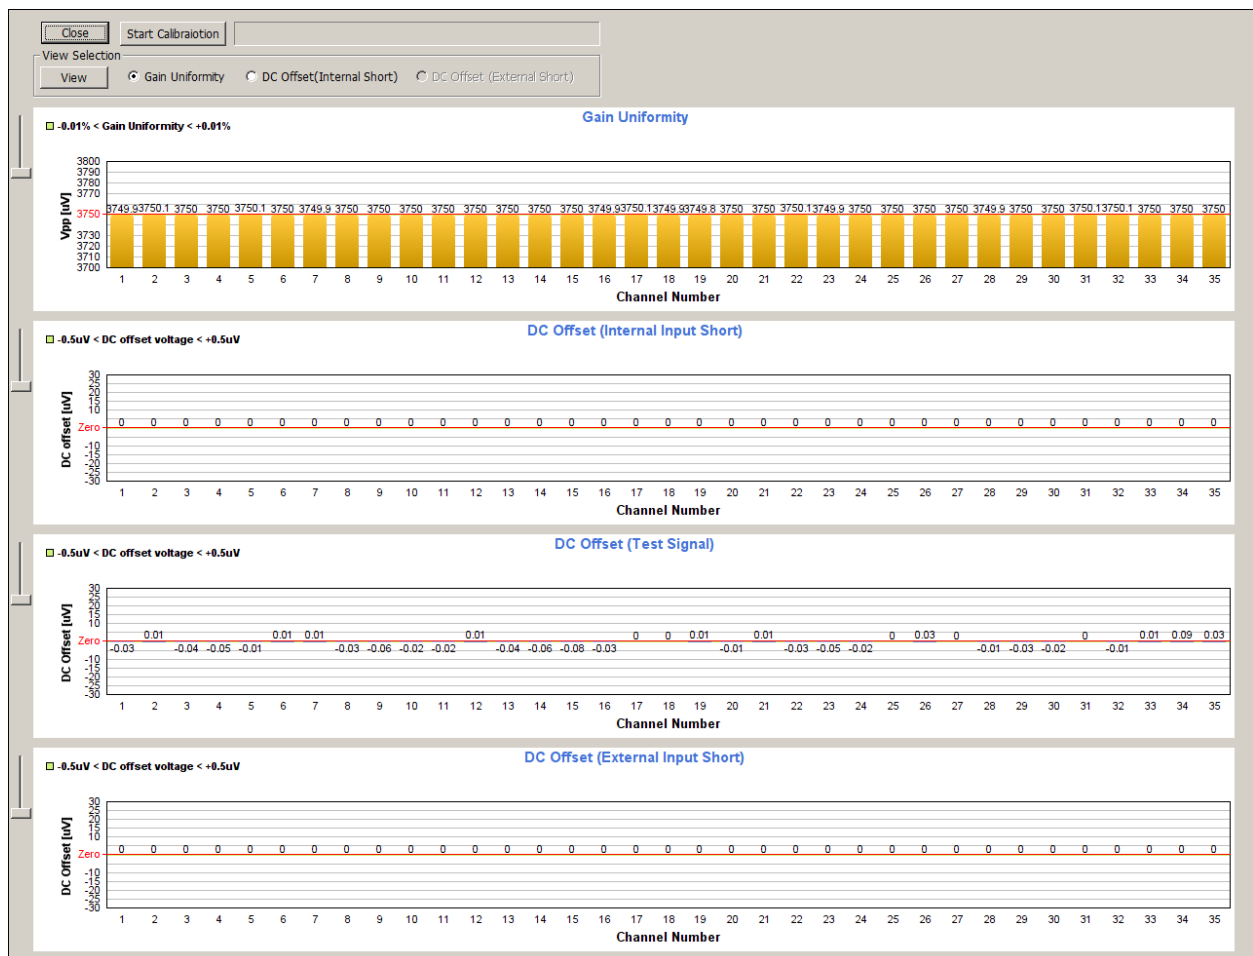 Close Start Calibraiotion
View Selection
View Gain Uniformity DC Offset(Internal Short) DC Offset (External Short)
Gain Uniformity
-0.01% < Gain Uniformity < +0.01%
Vpp [uV]
3800
3790
3780
3770
3750
3730
3720
3710
3700
3749.9 3750.1 3750 3750 3750.1 3750 3749.9 3750 3750 3750 3750 3750 3750 3750 3750 3749.9 3750.1 3749.9 3749.8 3750 3750 3750.1 3749.9 3750 3750 3750 3750 3749.9 3750 3750 3750.1 3750.1 3750 3750 3750
1 2 3 4 5 6 7 8 9 10 11 12 13 14 15 16 17 18 19 20 21 22 23 24 25 26 27 28 29 30 31 32 33 34 35
Channel Number
DC Offset (Internal Input Short)
-0.5uV < DC offset voltage < +0.5uV
DC offset [uV]
30
25
20
15
10
Zero
-10
-15
-20
-25
-30
0 0 0 0 0 0 0 0 0 0 0 0 0 0 0 0 0 0 0 0 0 0 0 0 0 0 0 0 0 0 0 0 0 0 0
1 2 3 4 5 6 7 8 9 10 11 12 13 14 15 16 17 18 19 20 21 22 23 24 25 26 27 28 29 30 31 32 33 34 35
Channel Number
DC Offset (Test Signal)
-0.5uV < DC offset voltage < +0.5uV
DC Offset [uV]
30
25
20
15
10
Zero
-10
-15
-20
-25
-30
-0.03 0.01 -0.04 -0.05 -0.01 0.01 0.01 -0.03 -0.06 -0.02 -0.02 0.01 -0.04 -0.06 -0.08 -0.03 0 0 0.01 -0.01 0.01 -0.03 -0.05 -0.02 0 0.03 0 -0.01 -0.03 -0.02 0 -0.01 0.01 0.09 0.03
1 2 3 4 5 6 7 8 9 10 11 12 13 14 15 16 17 18 19 20 21 22 23 24 25 26 27 28 29 30 31 32 33 34 35
Channel Number
DC Offset (External Input Short)
-0.5uV < DC offset voltage < +0.5uV
DC Offset [uV]
30
25
20
15
10
Zero
-10
-15
-20
-25
-30
0 0 0 0 0 0 0 0 0 0 0 0 0 0 0 0 0 0 0 0 0 0 0 0 0 0 0 0 0 0 0 0 0 0 0
1 2 3 4 5 6 7 8 9 10 11 12 13 14 15 16 17 18 19 20 21 22 23 24 25 26 27 28 29 30 31 32 33 34 35
Channel Number